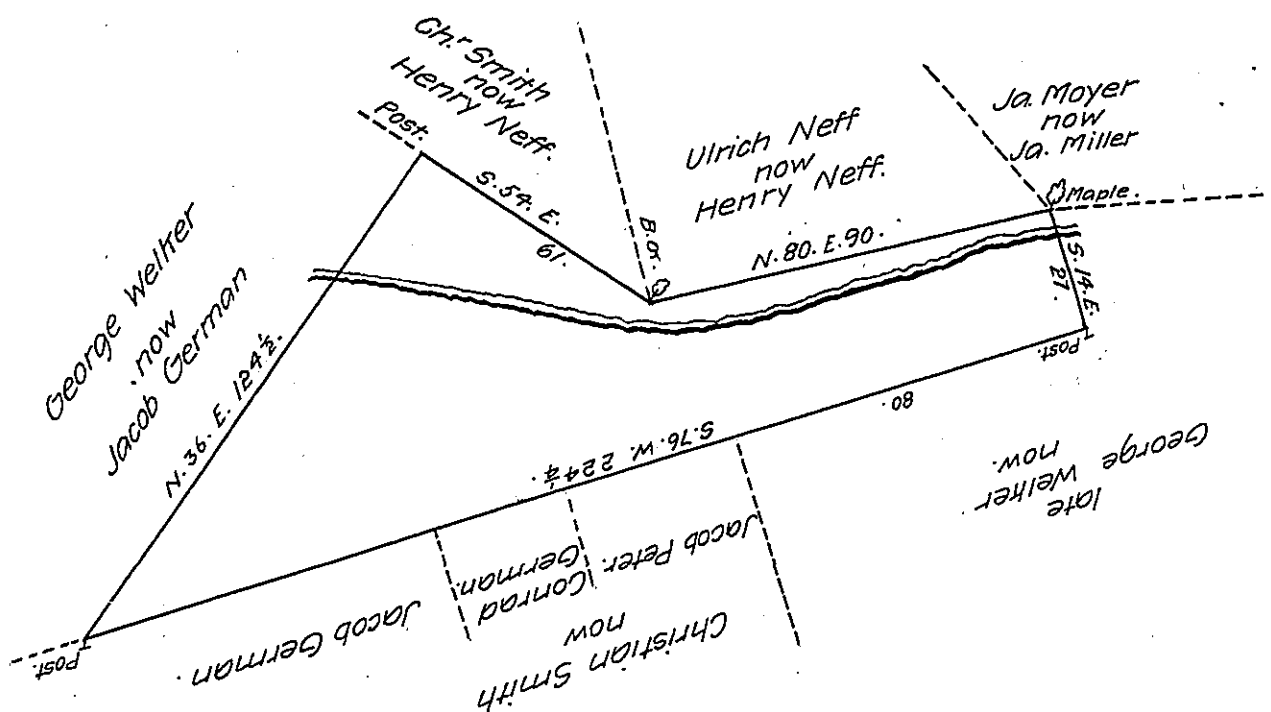 Chr Smith
now
Henry Neff.
Post.
S. 54. E.
61.
B.or.
Ulrich Neff
now
Henry Neff.
N. 80. E. 90.
Ja. Moyer
now
Ja. Miller
Maple.
S. 14. E.
27.
Post.
George Welker
now
Jacob German
N. 36. E. 124½.
S. 76. W. 224¼.
80.
late
George Welker
now.
Christian Smith
now
Jacob Peter.
Conrad
German.
Jacob German.
Post.